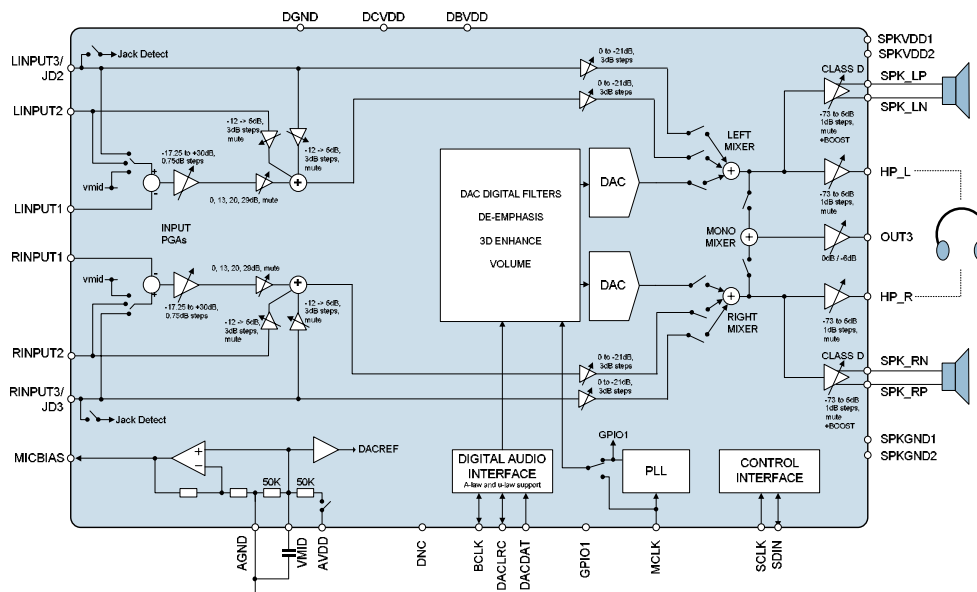 DGND
DCVDD
DBVDD
SPKVDD1
SPKVDD2
Jack Detect
LINPUT3/
JD2
0 to -21dB,
3dB steps
CLASS D
SPK_LP
SPK_LN
0 to -21dB,
3dB steps
LINPUT2
-12 -> 6dB,
3dB steps,
mute
-73 to 6dB
1dB steps,
mute
+BOOST
-17.25 to +30dB,
0.75dB steps
-12 -> 6dB,
3dB steps,
mute
LEFT
MIXER
vmid
+
-
+
DAC
+
HP_L
0, 13, 20, 29dB, mute
DAC DIGITAL FILTERS
DE-EMPHASIS
3D ENHANCE
VOLUME
-73 to 6dB
1dB steps,
mute
LINPUT1
INPUT
PGAs
MONO
MIXER
+
OUT3
0dB / -6dB
RINPUT1
0, 13, 20, 29dB, mute
vmid
-
+
+
DAC
+
HP_R
-17.25 to +30dB,
0.75dB steps
-12 -> 6dB,
3dB steps,
mute
-12 -> 6dB,
3dB steps,
mute
RIGHT
MIXER
-73 to 6dB
1dB steps,
mute
RINPUT2
0 to -21dB,
3dB steps
CLASS D
SPK_RN
SPK_RP
RINPUT3/
JD3
0 to -21dB,
3dB steps
-73 to 6dB
1dB steps,
mute
+BOOST
Jack Detect
GPIO1
SPKGND1
SPKGND2
MICBIAS
+
-
DACREF
DIGITAL AUDIO
INTERFACE
A-law and u-law support
PLL
CONTROL
INTERFACE
50K
50K
AGND
VMID
AVDD
DNC
BCLK
DACLRC
DACDAT
GPIO1
MCLK
SCLK
SDIN